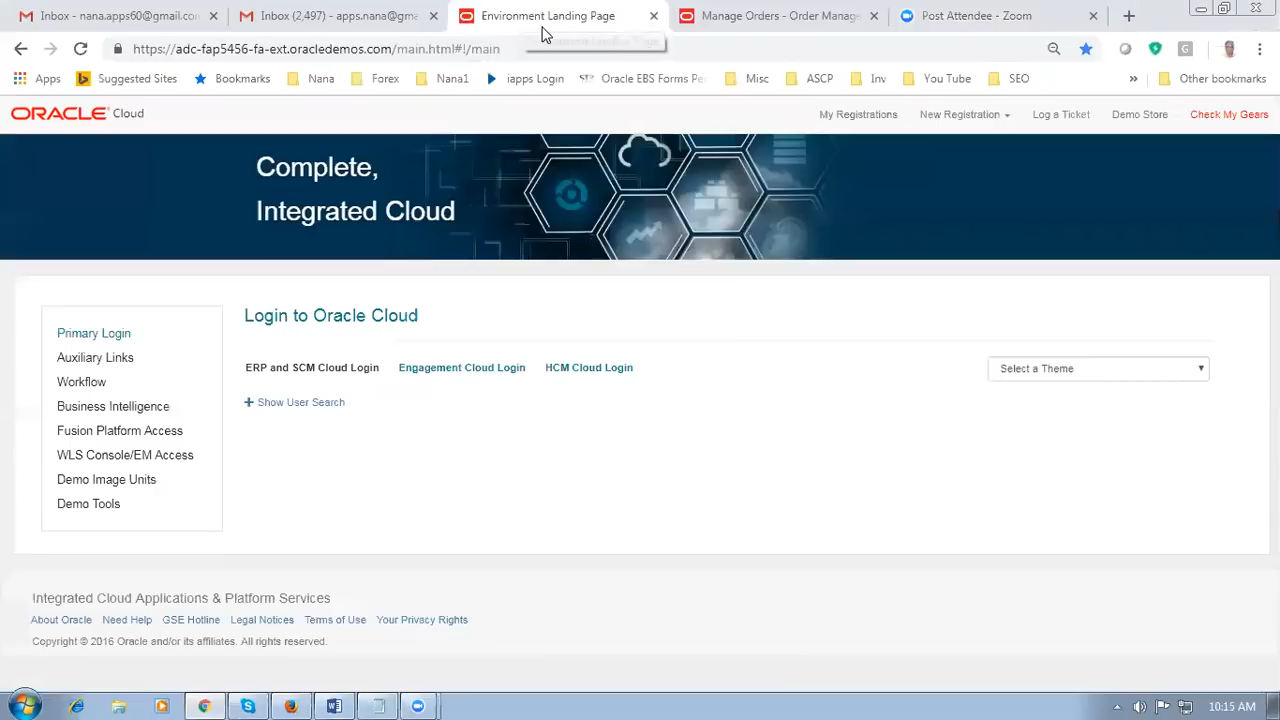 Inbox - nana.apps60@gmail.co
Inbox (2,497) - apps.nana@gm
Environment Landing Page
Manage Orders - Order Manag
Post Attendee - Zoom
https://adc-fap5456-fa-ext.oracledemos.com/main.html#!/main
Apps
Suggested Sites
Bookmarks
Nana
Forex
Nana1
iapps Login
Oracle EBS Forms Pe
Misc
ASCP
Inv
You Tube
SEO
»
Other bookmarks
ORACLE Cloud
My Registrations
New Registration
Log a Ticket
Demo Store
Check My Gears
Complete,
Integrated Cloud
Login to Oracle Cloud
Primary Login
Auxiliary Links
Workflow
Business Intelligence
Fusion Platform Access
WLS Console/EM Access
Demo Image Units
Demo Tools
ERP and SCM Cloud Login
Engagement Cloud Login
HCM Cloud Login
Select a Theme
+ Show User Search
Integrated Cloud Applications & Platform Services
About Oracle
Need Help
GSE Hotline
Legal Notices
Terms of Use
Your Privacy Rights
Copyright © 2016 Oracle and/or its affiliates. All rights reserved.
10:15 AM